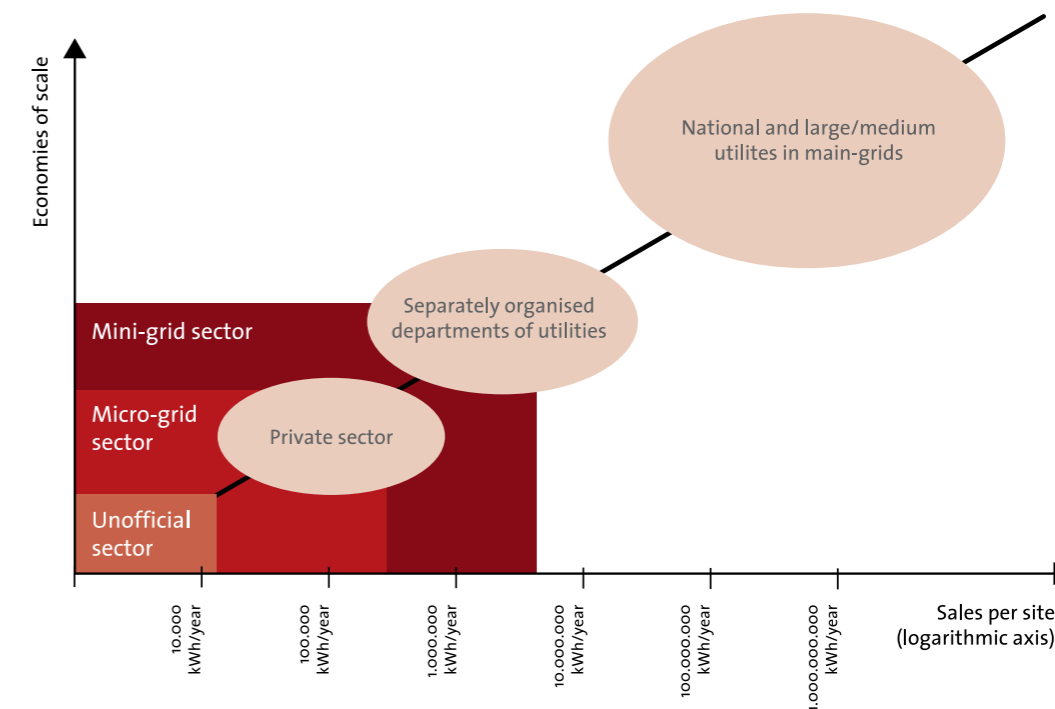 Economies of scale
National and large/medium
utilites in main-grids
Separately organised
departments of utilities
Mini-grid sector
Micro-grid
sector
Private sector
Unofficial
sector
10.000
kWh/year
100.000
kWh/year
1.000.000
kWh/year
10.000.000
kWh/year
100.000.000
kWh/year
1.000.000.000
kWh/year
Sales per site
(logarithmic axis)